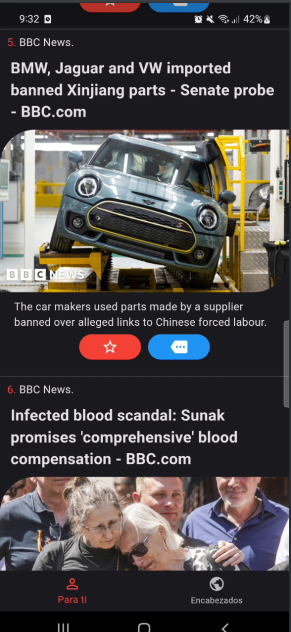 9:32
42%
5. BBC News.
BMW, Jaguar and VW imported
banned Xinjiang parts - Senate probe
- BBC.com
BBC NEWS
The car makers used parts made by a supplier
banned over alleged links to Chinese forced labour.
6. BBC News.
Infected blood scandal: Sunak
promises 'comprehensive' blood
compensation - BBC.com
Para ti
Encabezados